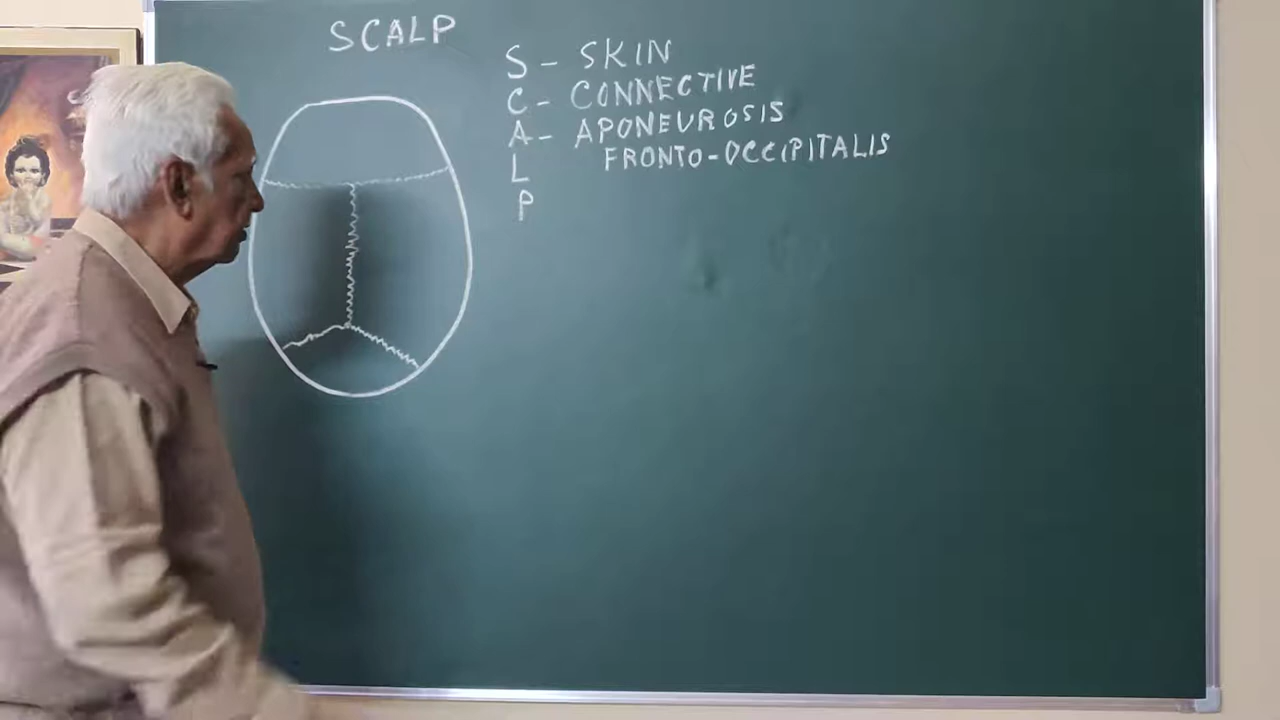 SCALP
S - SKIN
C - CONNECTIVE
A - APONEUROSIS
FRONTO-OCCIPITALIS
L
P